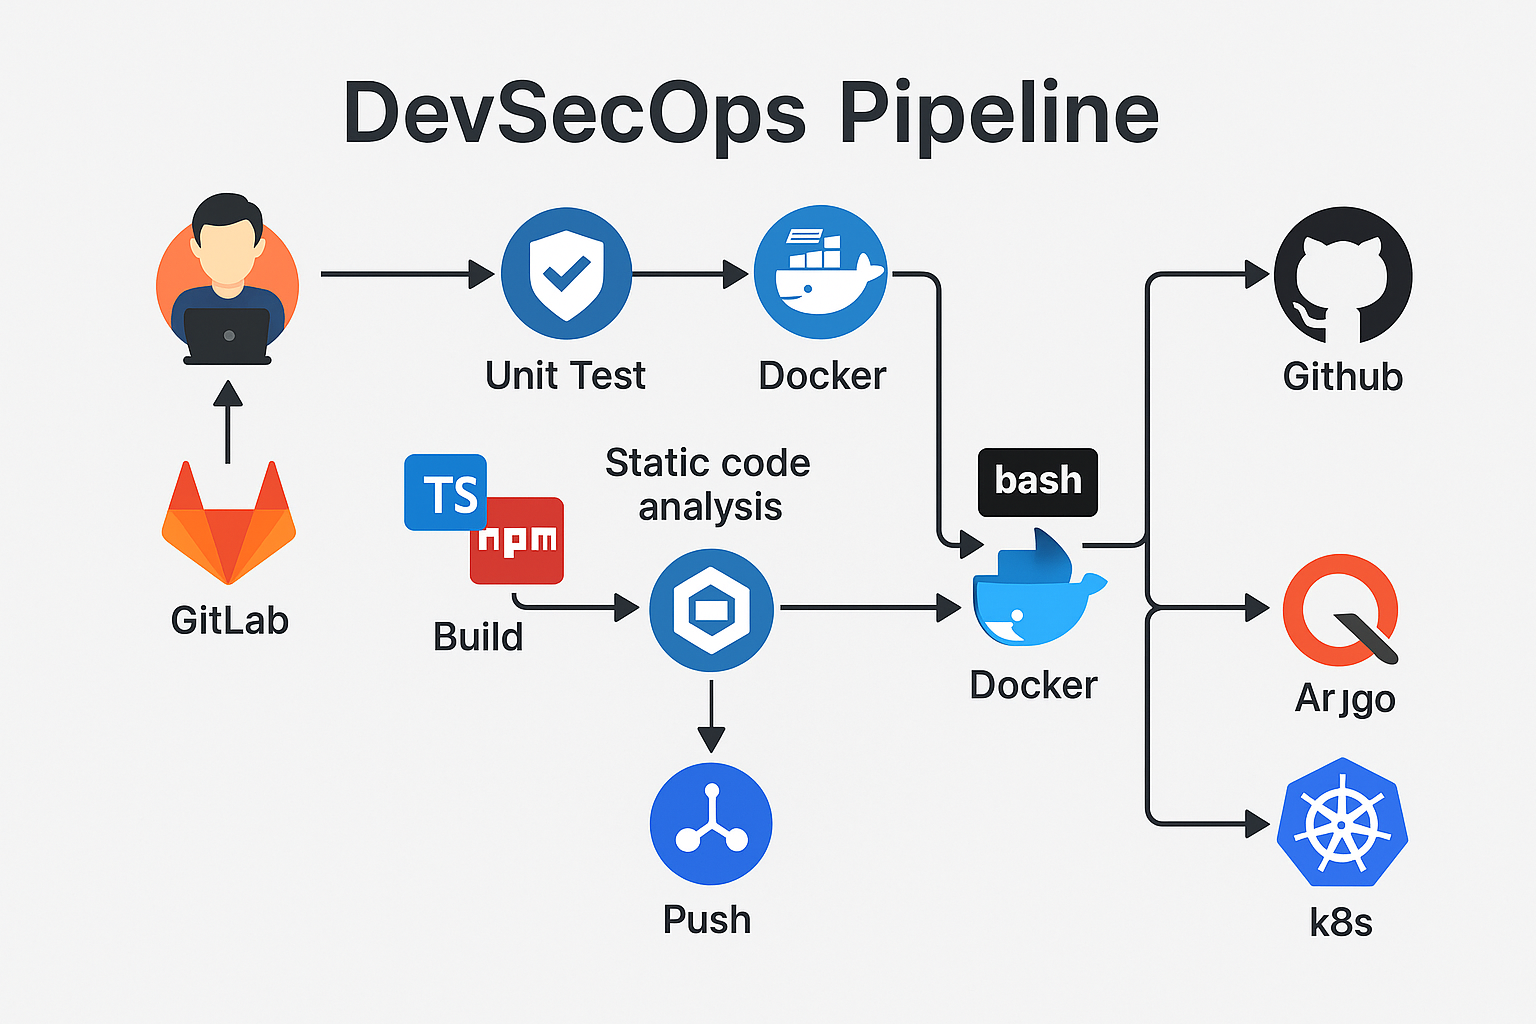 DevSecOps Pipeline
Unit Test
Docker
Github
GitLab
TS
npm
Build
Static code
analysis
bash
Docker
Arȷgo
Push
k8s